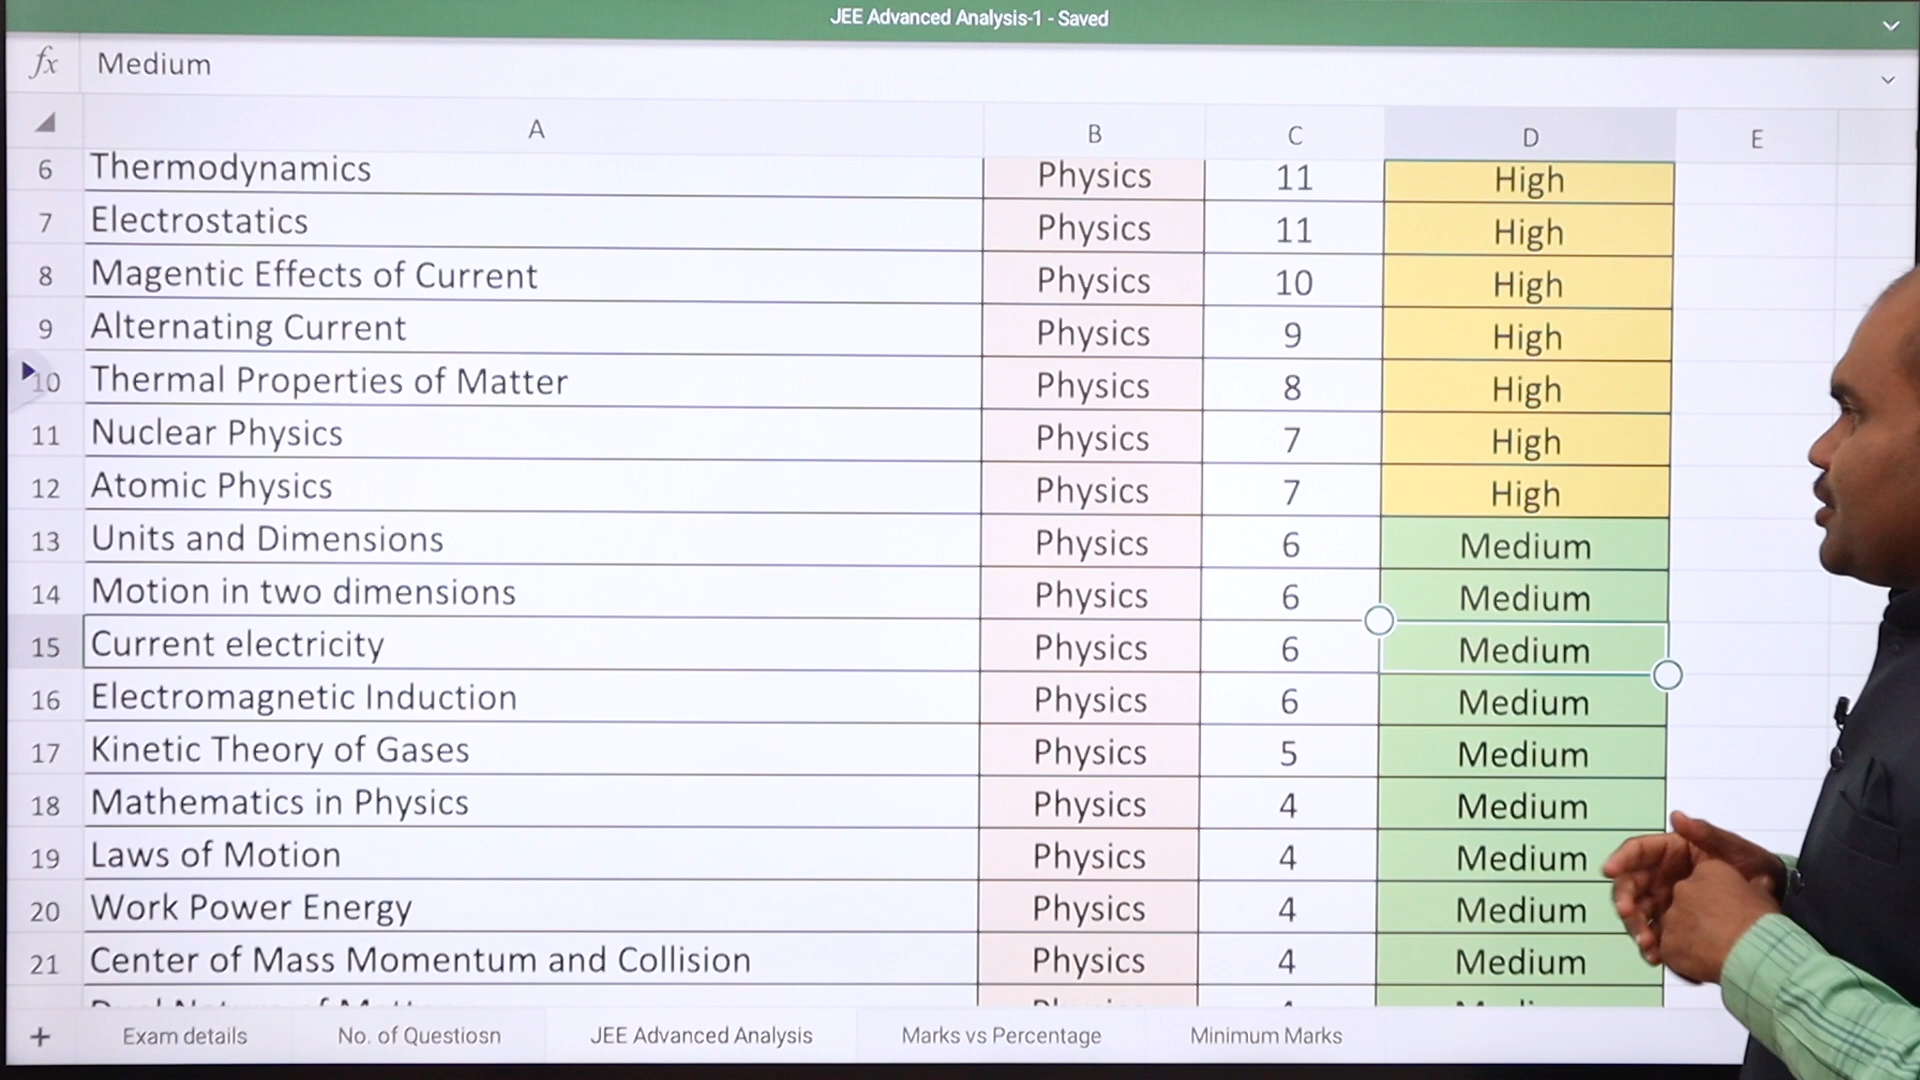 JEE Advanced Analysis-1 - Saved
fx Medium
A B C D E
6 Thermodynamics Physics 11 High
7 Electrostatics Physics 11 High
8 Magentic Effects of Current Physics 10 High
9 Alternating Current Physics 9 High
10 Thermal Properties of Matter Physics 8 High
11 Nuclear Physics Physics 7 High
12 Atomic Physics Physics 7 High
13 Units and Dimensions Physics 6 Medium
14 Motion in two dimensions Physics 6 Medium
15 Current electricity Physics 6 Medium
16 Electromagnetic Induction Physics 6 Medium
17 Kinetic Theory of Gases Physics 5 Medium
18 Mathematics in Physics Physics 4 Medium
19 Laws of Motion Physics 4 Medium
20 Work Power Energy Physics 4 Medium
21 Center of Mass Momentum and Collision Physics 4 Medium
+ Exam details No. of Questiosn JEE Advanced Analysis Marks vs Percentage Minimum Marks